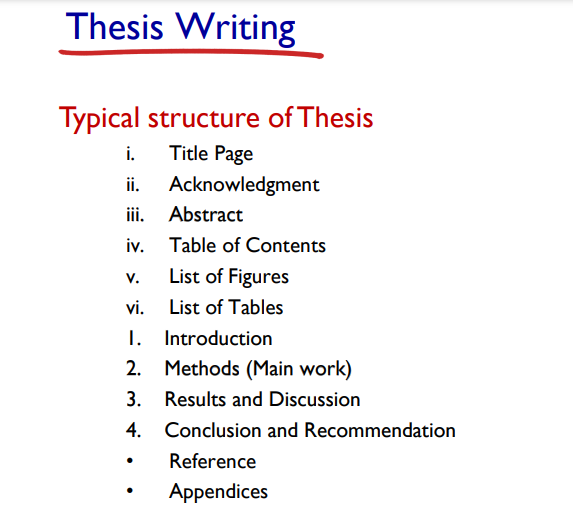 Thesis Writing
Typical structure of Thesis
i. Title Page
ii. Acknowledgment
iii. Abstract
iv. Table of Contents
v. List of Figures
vi. List of Tables
1. Introduction
2. Methods (Main work)
3. Results and Discussion
4. Conclusion and Recommendation
• Reference
• Appendices